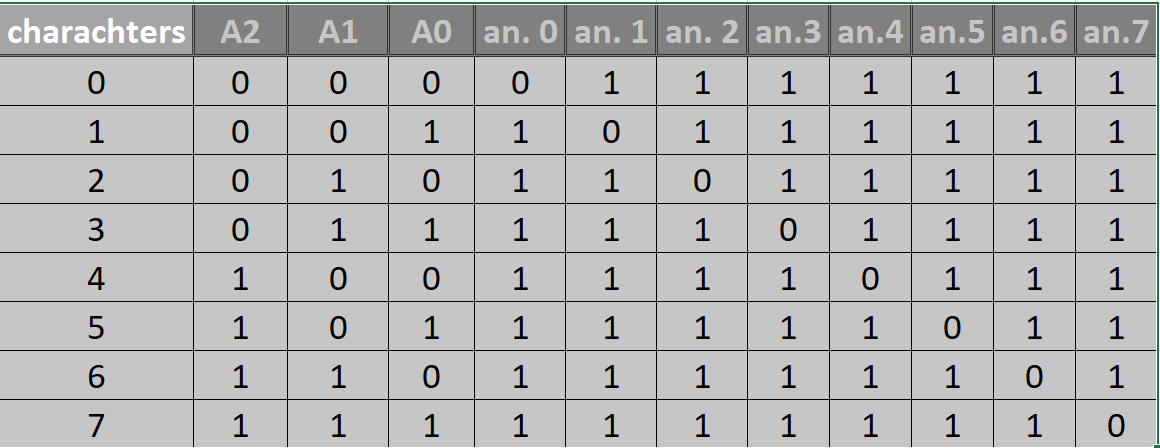 charachters A2 A1 A0 an. 0 an. 1 an. 2 an.3 an.4 an.5 an.6 an.7
0 0 0 0 0 1 1 1 1 1 1 1
1 0 0 1 1 0 1 1 1 1 1 1
2 0 1 0 1 1 0 1 1 1 1 1
3 0 1 1 1 1 1 0 1 1 1 1
4 1 0 0 1 1 1 1 0 1 1 1
5 1 0 1 1 1 1 1 1 0 1 1
6 1 1 0 1 1 1 1 1 1 0 1
7 1 1 1 1 1 1 1 1 1 1 0